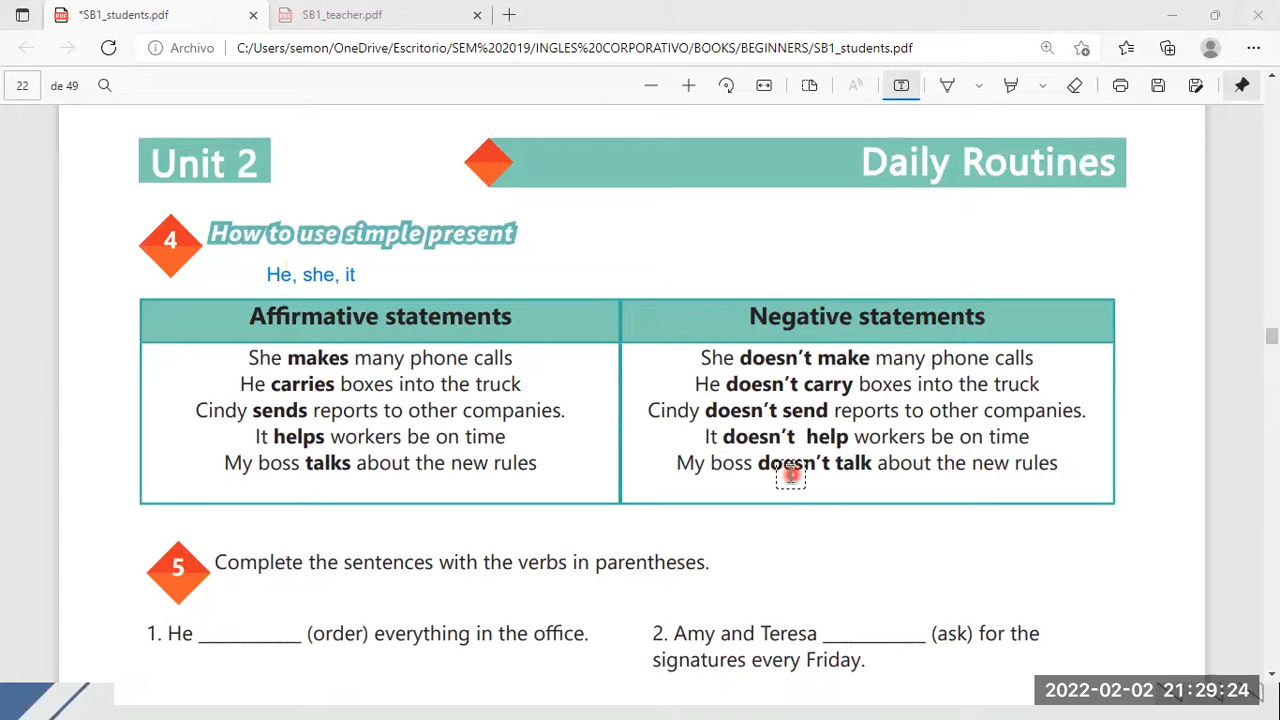 *SB1_students.pdf
SB1_teacher.pdf
Archivo
C:/Users/semon/OneDrive/Escritorio/SEM%202019/INGLES%20CORPORATIVO/BOOKS/BEGINNERS/SB1_students.pdf
22 de 49
Unit 2
Daily Routines
4 How to use simple present
He, she, it
Affirmative statements
She makes many phone calls
He carries boxes into the truck
Cindy sends reports to other companies.
It helps workers be on time
My boss talks about the new rules
Negative statements
She doesn't make many phone calls
He doesn't carry boxes into the truck
Cindy doesn't send reports to other companies.
It doesn't help workers be on time
My boss doesn't talk about the new rules
5 Complete the sentences with the verbs in parentheses.
1. He __________ (order) everything in the office.
2. Amy and Teresa __________ (ask) for the
signatures every Friday.
2022-02-02 21:29:24